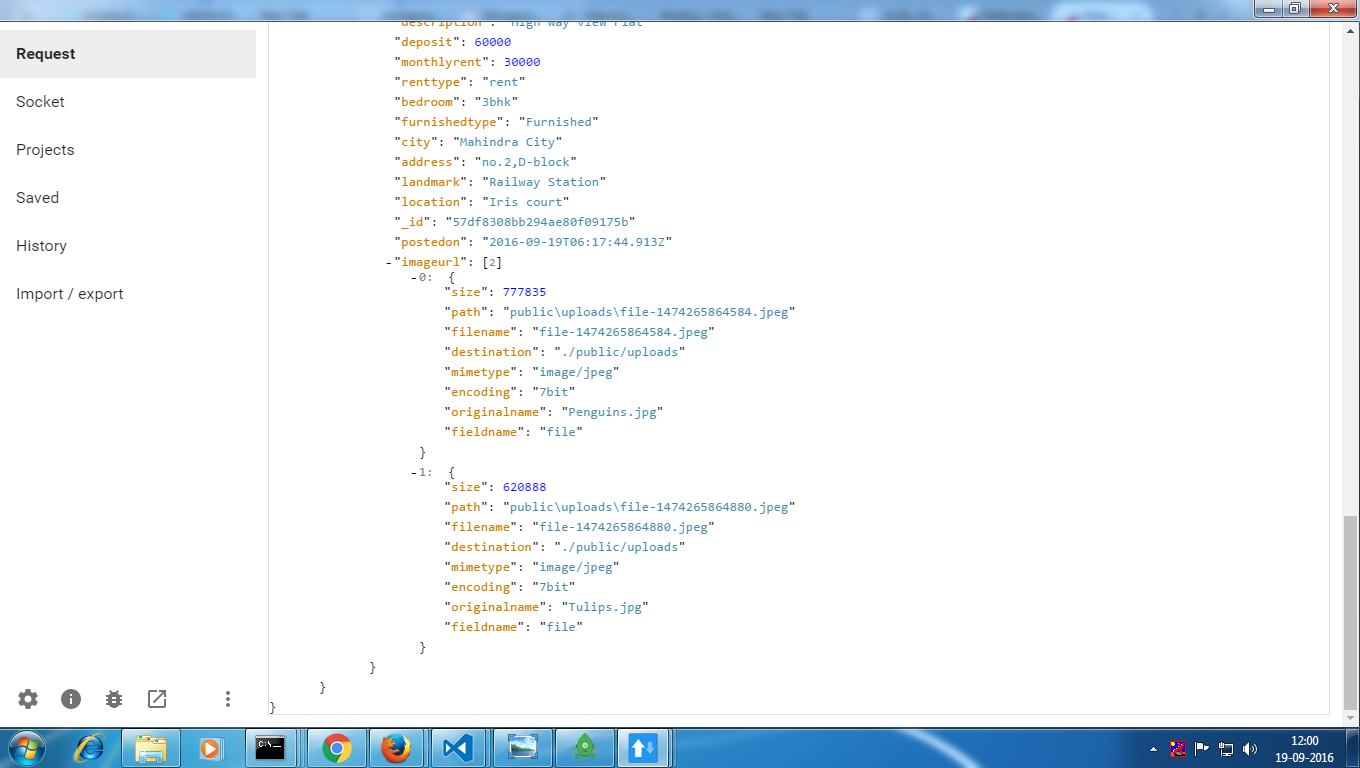 Request
Socket
Projects
Saved
History
Import / export
"description": "High way view Flat"
"deposit": 60000
"monthlyrent": 30000
"renttype": "rent"
"bedroom": "3bhk"
"furnishedtype": "Furnished"
"city": "Mahindra City"
"address": "no.2,D-block"
"landmark": "Railway Station"
"location": "Iris court"
"_id": "57df8308bb294ae80f09175b"
"postedon": "2016-09-19T06:17:44.913Z"
-"imageurl": [2]
-0: {
"size": 777835
"path": "public\uploads\file-1474265864584.jpeg"
"filename": "file-1474265864584.jpeg"
"destination": "./public/uploads"
"mimetype": "image/jpeg"
"encoding": "7bit"
"originalname": "Penguins.jpg"
"fieldname": "file"
}
-1: {
"size": 620888
"path": "public\uploads\file-1474265864880.jpeg"
"filename": "file-1474265864880.jpeg"
"destination": "./public/uploads"
"mimetype": "image/jpeg"
"encoding": "7bit"
"originalname": "Tulips.jpg"
"fieldname": "file"
}
}
}
}
C:\
12:00
19-09-2016